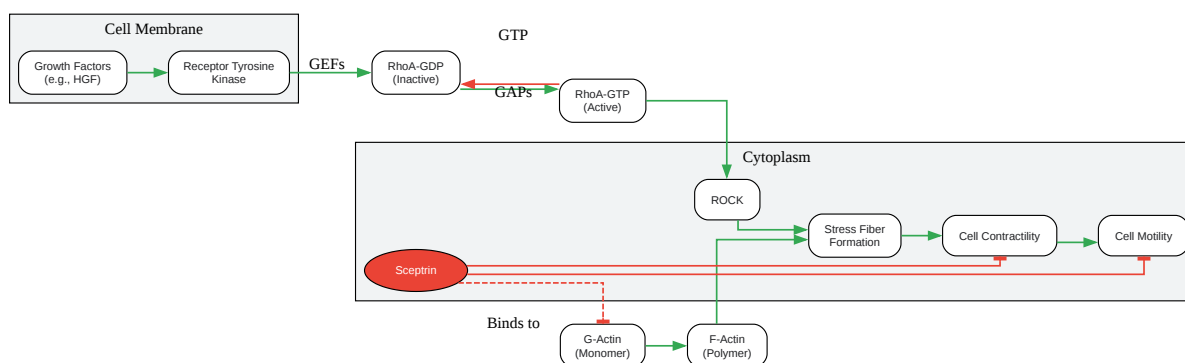 Cell Membrane
Growth Factors
(e.g., HGF)
Receptor Tyrosine
Kinase
GEFs
RhoA-GDP
(Inactive)
GTP
GAPs
RhoA-GTP
(Active)
Cytoplasm
ROCK
Stress Fiber
Formation
Cell Contractility
Cell Motility
Sceptrin
Binds to
G-Actin
(Monomer)
F-Actin
(Polymer)